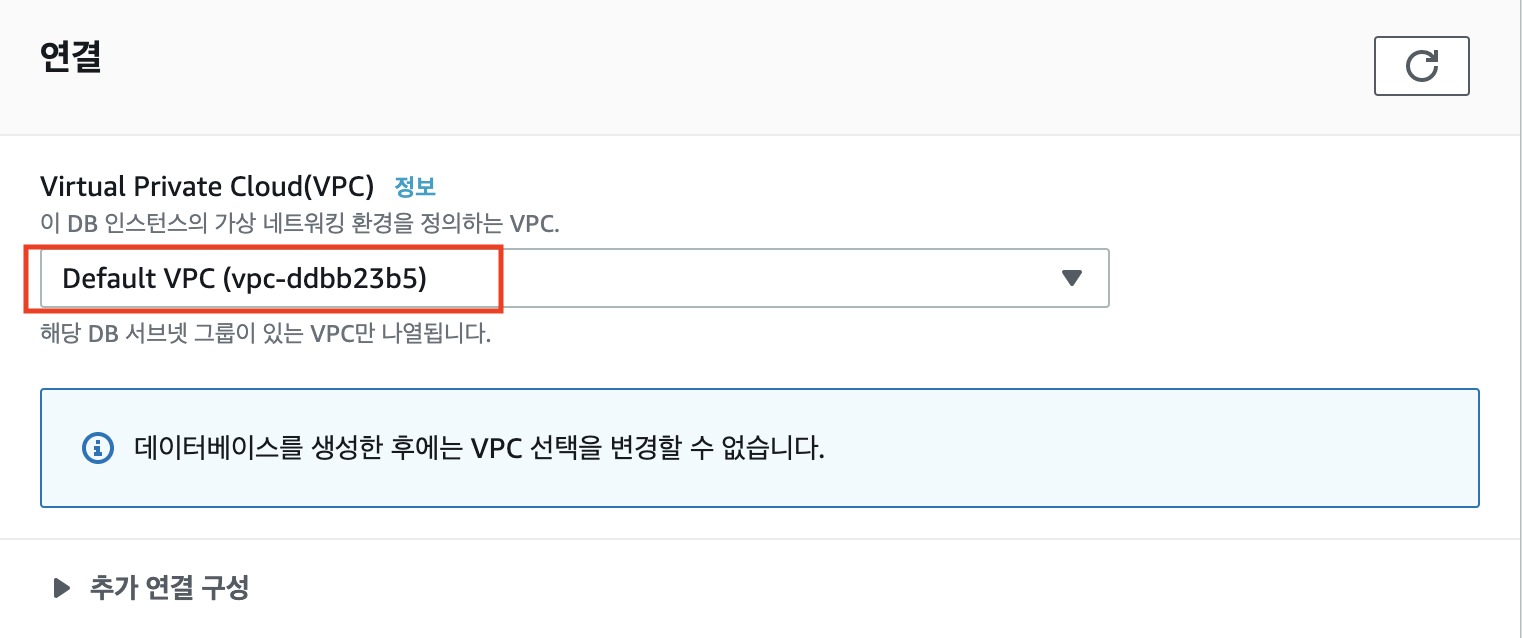 연결
Virtual Private Cloud(VPC) 정보
이 DB 인스턴스의 가상 네트워킹 환경을 정의하는 VPC.
Default VPC (vpc-ddbb23b5)
해당 DB 서브넷 그룹이 있는 VPC만 나열됩니다.
데이터베이스를 생성한 후에는 VPC 선택을 변경할 수 없습니다.
추가 연결 구성